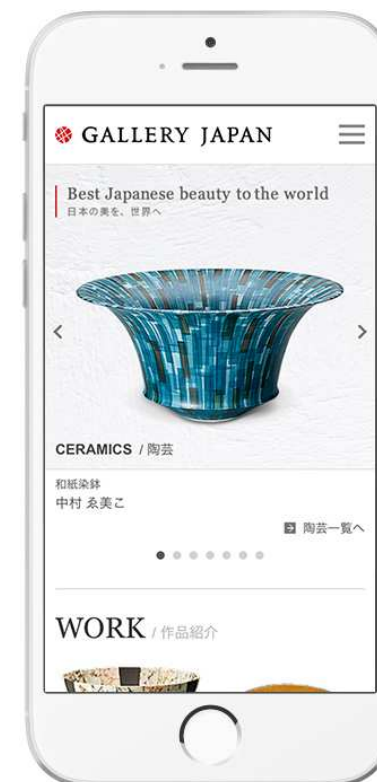 GALLERY JAPAN
Best Japanese beauty to the world
日本の美を、世界へ
CERAMICS / 陶芸
和紙染鉢
中村 ゑ美こ
陶芸一覧へ
WORK / 作品紹介